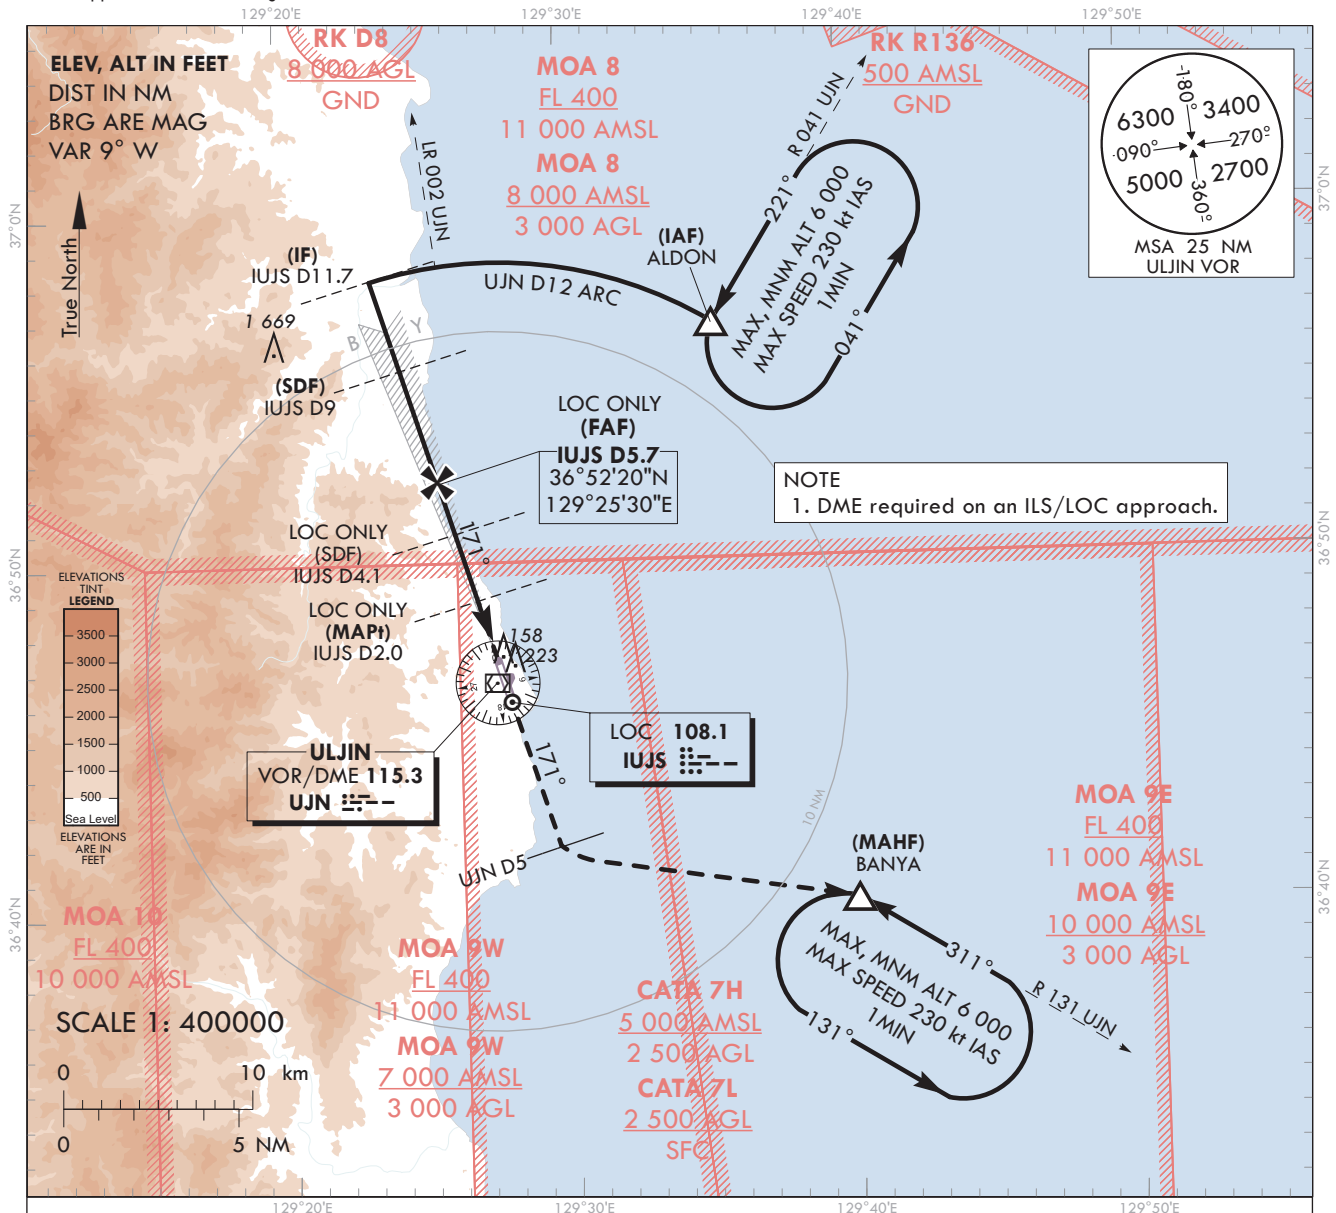 129°20'E
129°30'E
129°40'E
129°50'E
ELEV, ALT IN FEET
DIST IN NM
BRG ARE MAG
VAR 9° W
True North
RK D8
8 000 AGL
GND
MOA 8
FL 400
11 000 AMSL
MOA 8
8 000 AMSL
3 000 AGL
RK R136
500 AMSL
GND
-180°
6300
3400
090°
270°
5000
2700
360°
MSA 25 NM
ULJIN VOR
37°0'N
37°0'N
LR 002 UJN
R 041 UJN
221°
MAX, MNM ALT 6 000
MAX SPEED 230 kt IAS
1MIN
041°
(IAF)
ALDON
(IF)
IUJS D11.7
UJN D12 ARC
1 669
B
Y
(SDF)
IUJS D9
LOC ONLY
(FAF)
IUJS D5.7
36°52'20"N
129°25'30"E
NOTE
1. DME required on an ILS/LOC approach.
171°
LOC ONLY
(SDF)
IUJS D4.1
36°50'N
36°50'N
ELEVATIONS
TINT
LEGEND
3500
3000
2500
2000
1500
1000
500
Sea Level
ELEVATIONS
ARE IN
FEET
LOC ONLY
(MAPt)
IUJS D2.0
158
223
27
9
18
LOC 108.1
IUJS
ULJIN
VOR/DME 115.3
UJN
171°
10 NM
UJN D5
(MAHF)
BANYA
MOA 9E
FL 400
11 000 AMSL
MOA 9E
10 000 AMSL
3 000 AGL
36°40'N
36°40'N
MAX, MNM ALT 6 000
MAX SPEED 230 kt IAS
1MIN
311°
131°
R 131 UJN
MOA 10
FL 400
10 000 AMSL
MOA 9W
FL 400
11 000 AMSL
MOA 9W
7 000 AMSL
3 000 AGL
CATA 7H
5 000 AMSL
2 500 AGL
CATA 7L
2 500 AGL
SFC
SCALE 1: 400000
0
10 km
0
5 NM
129°20'E
129°30'E
129°40'E
129°50'E